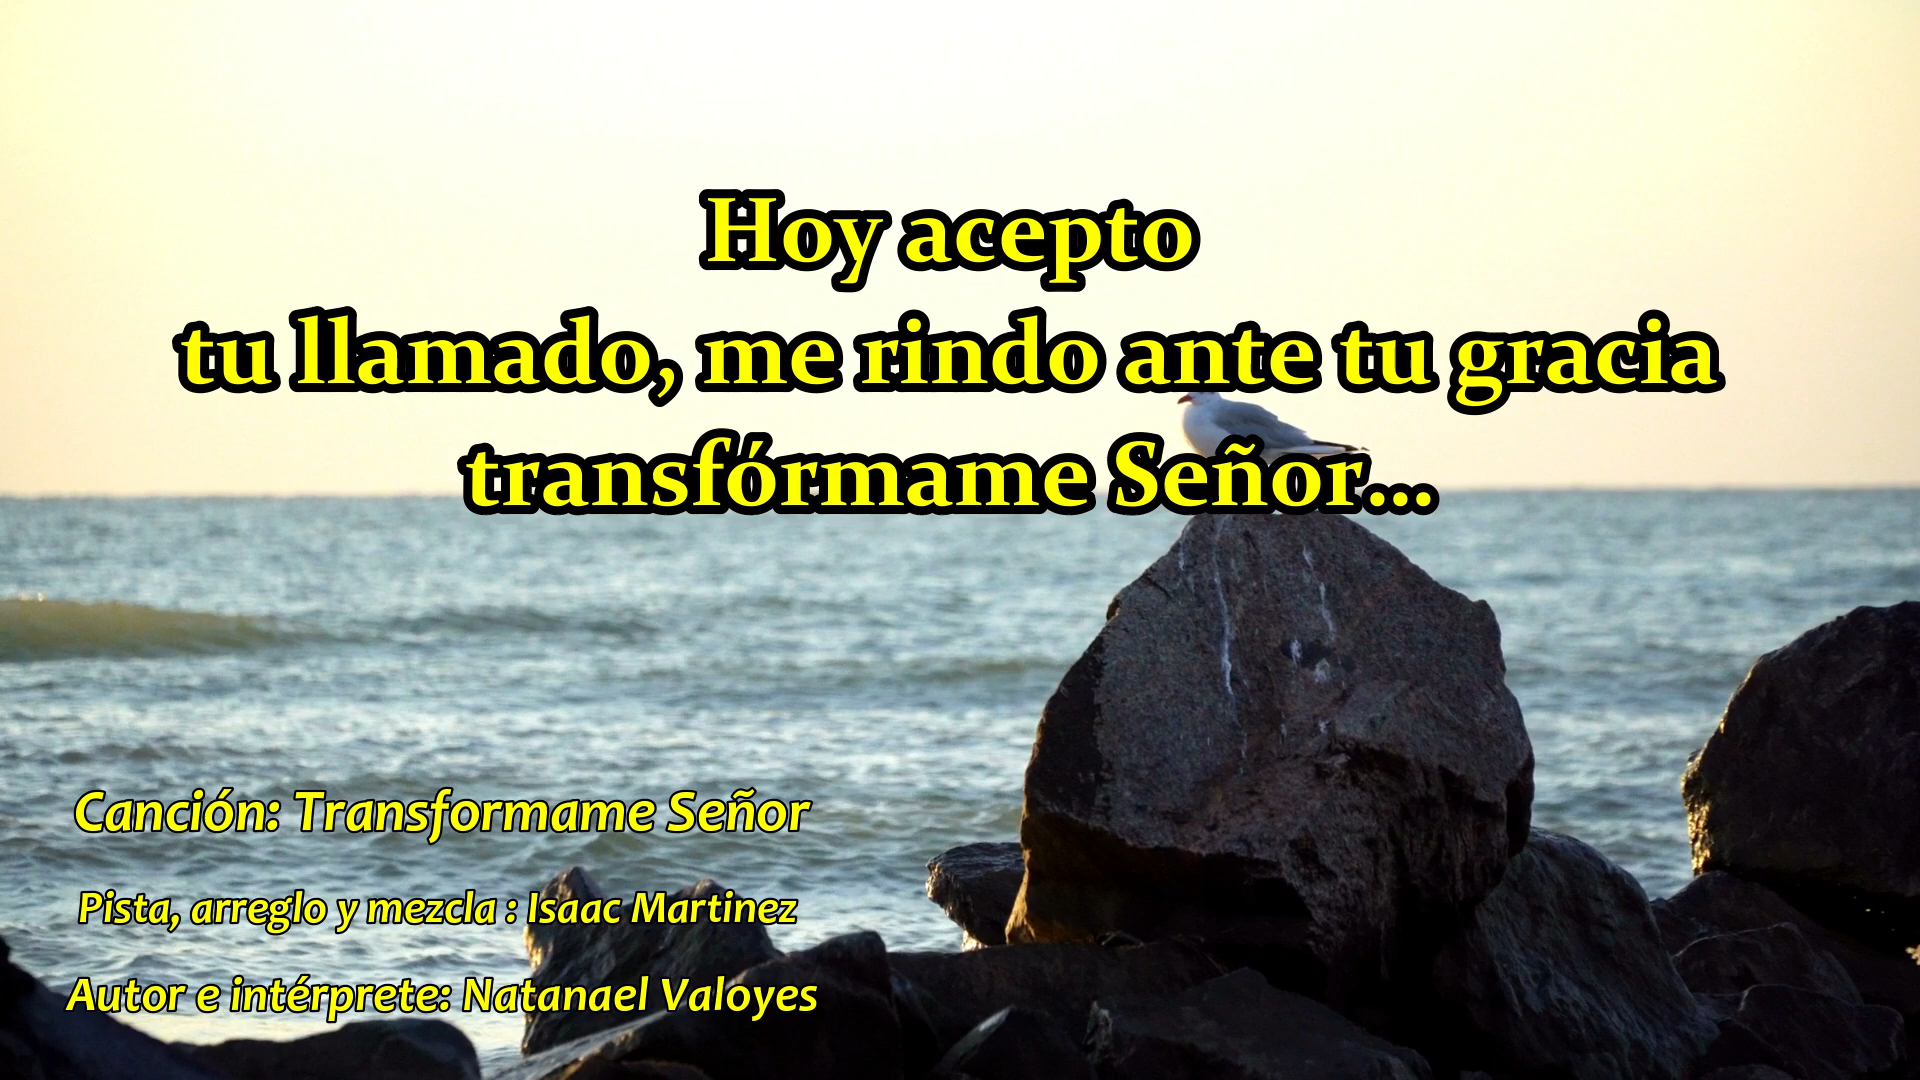 Hoy acepto
tu llamado, me rindo ante tu gracia
transfórmame Señor...
Canción: Transformame Señor
Pista, arreglo y mezcla : Isaac Martinez
Autor e intérprete: Natanael Valoyes